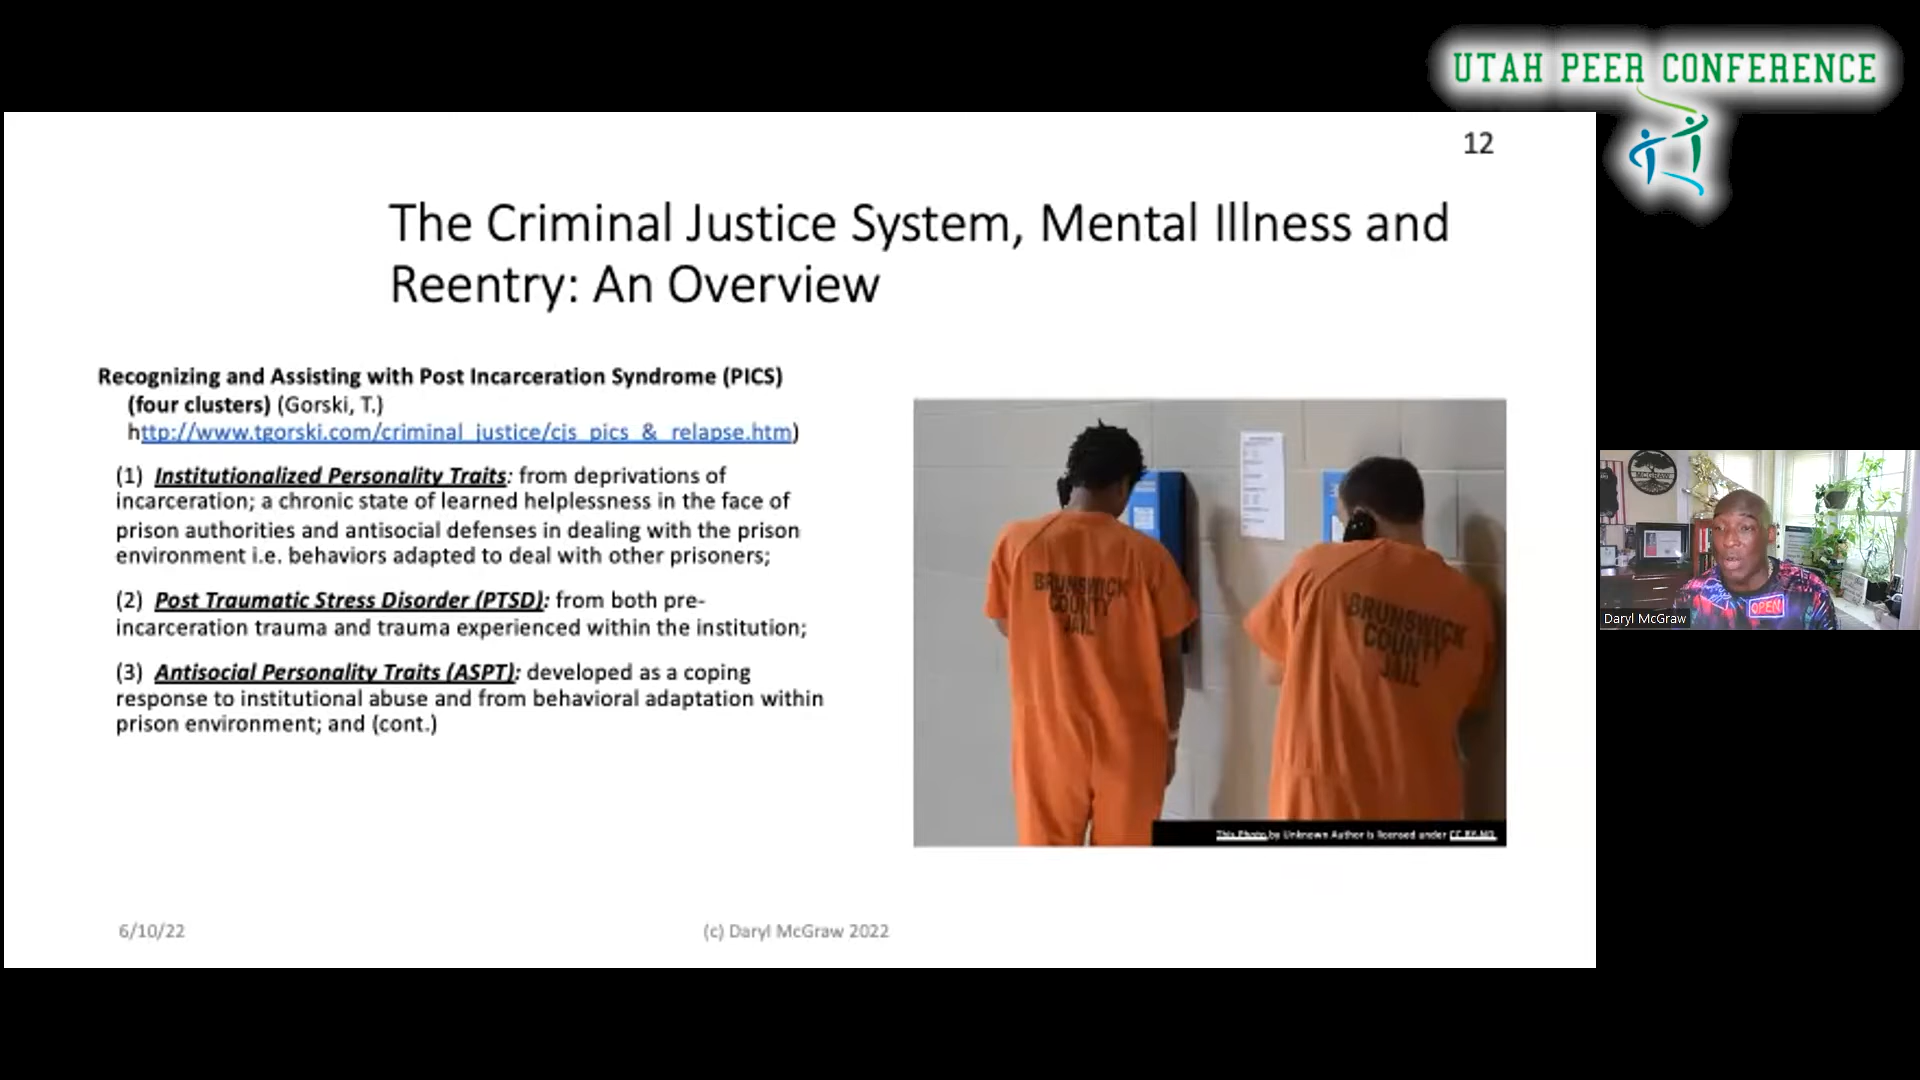 UTAH PEER CONFERENCE
12
The Criminal Justice System, Mental Illness and
Reentry: An Overview
Recognizing and Assisting with Post Incarceration Syndrome (PICS)
(four clusters) (Gorski, T.)
http://www.tgorski.com/criminal_justice/cjs_pics_&_relapse.htm)
(1) Institutionalized Personality Traits: from deprivations of
incarceration; a chronic state of learned helplessness in the face of
prison authorities and antisocial defenses in dealing with the prison
environment i.e. behaviors adapted to deal with other prisoners;
(2) Post Traumatic Stress Disorder (PTSD): from both pre-
incarceration trauma and trauma experienced within the institution;
(3) Antisocial Personality Traits (ASPT): developed as a coping
response to institutional abuse and from behavioral adaptation within
prison environment; and (cont.)
BRUNSWICK
COUNTY
JAIL
BRUNSWICK
COUNTY
JAIL
This Photo by Unknown Author is licensed under CC BY-ND
OPEN
Daryl McGraw
6/10/22
(c) Daryl McGraw 2022